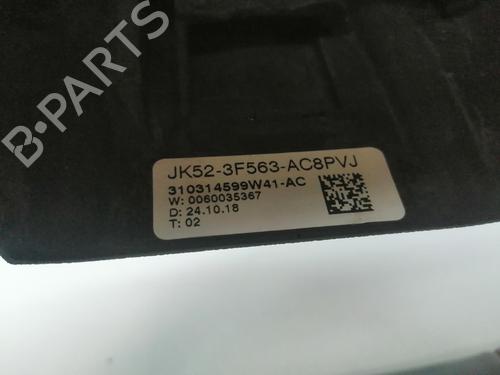 B-PARTS
JK52-3F563-AC8PVJ
310314599W41-AC
W: 0060035367
D: 24.10.18
T: 02